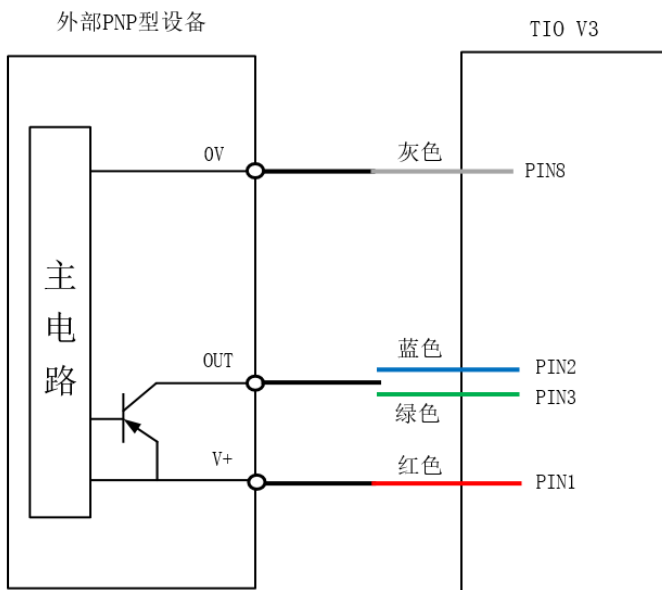 外部PNP型设备
TIO V3
0V
灰色
PIN8
主电路
OUT
蓝色
PIN2
绿色
PIN3
V+
红色
PIN1